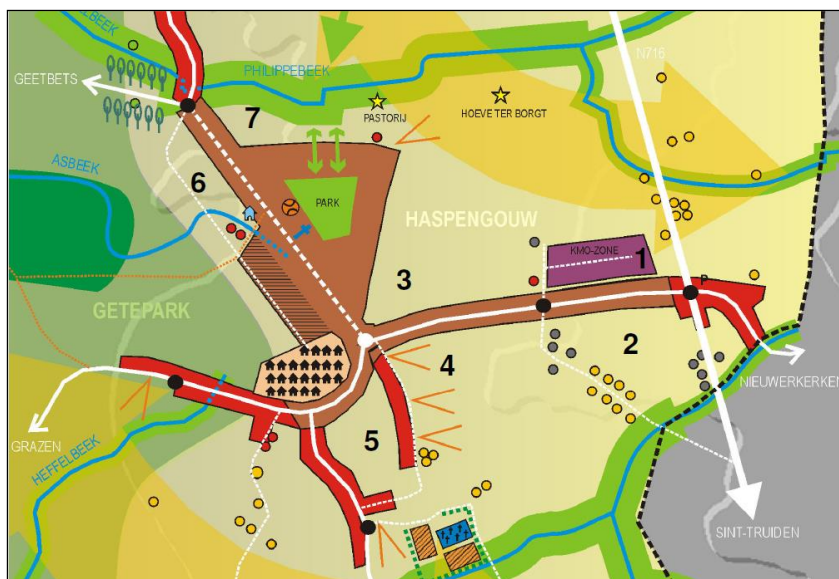 N716
GEETBETS
PHILIPPEBEEK
7
PASTORIJ
HOEVE TER BORGT
ASBEEK
6
PARK
HASPENGOUW
KMO-ZONE
1
3
P
GETEPARK
4
2
NIEUWERKERKEN
GRAZEN
HEFFELBEEK
5
SINT-TRUIDEN